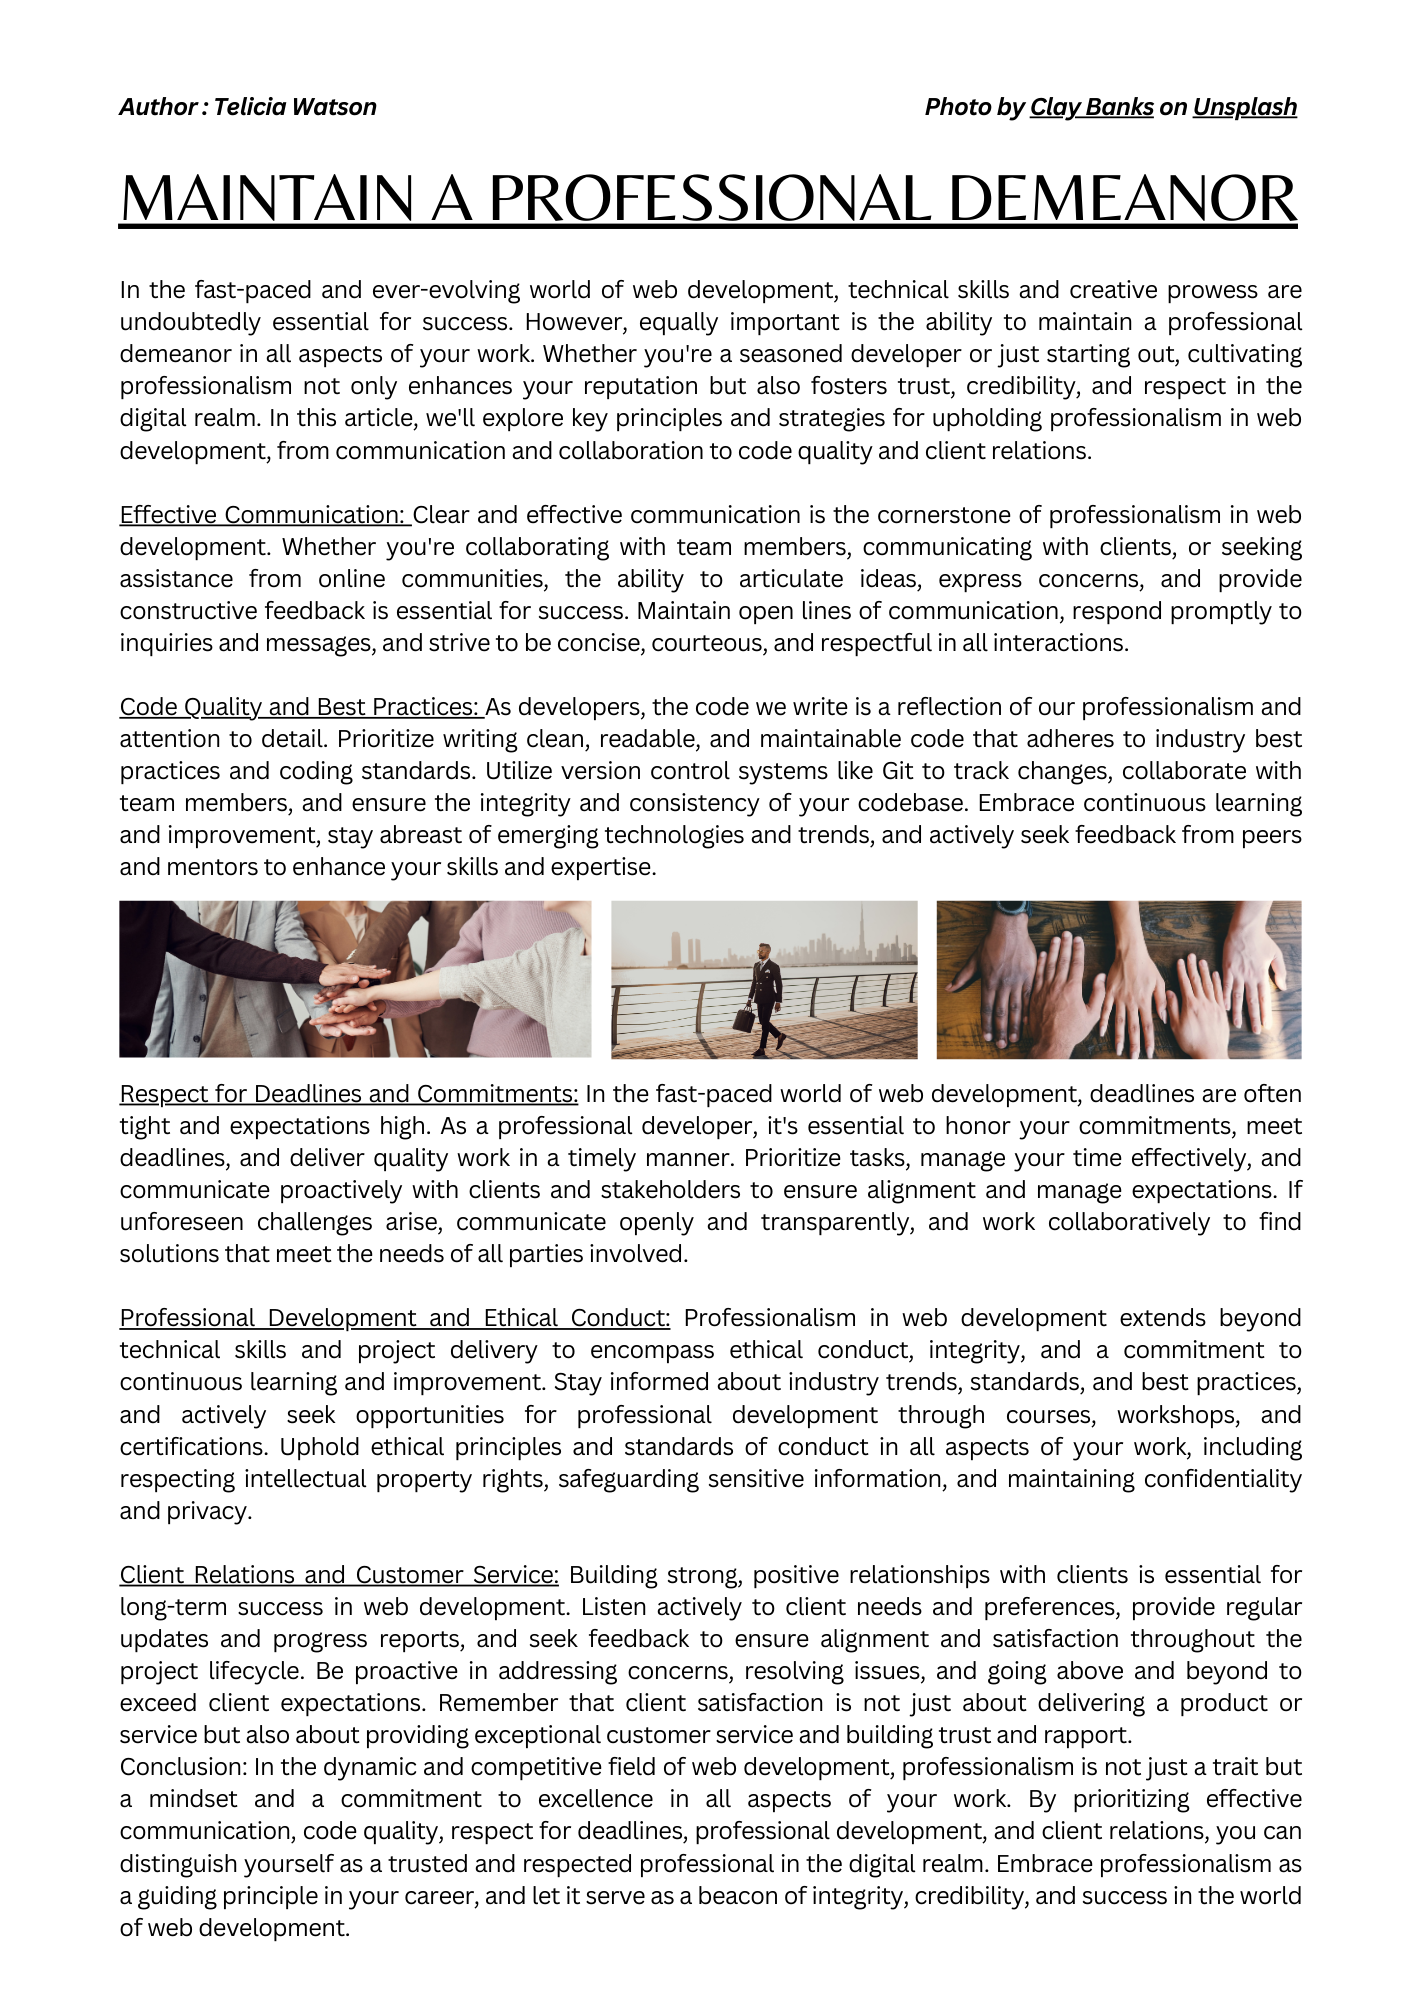 Author : Telicia Watson
Photo by Clay Banks on Unsplash
MAINTAIN A PROFESSIONAL DEMEANOR
In the fast-paced and ever-evolving world of web development, technical skills and creative prowess are
undoubtedly essential for success. However, equally important is the ability to maintain a professional
demeanor in all aspects of your work. Whether you're a seasoned developer or just starting out, cultivating
professionalism not only enhances your reputation but also fosters trust, credibility, and respect in the
digital realm. In this article, we'll explore key principles and strategies for upholding professionalism in web
development, from communication and collaboration to code quality and client relations.
Effective Communication: Clear and effective communication is the cornerstone of professionalism in web
development. Whether you're collaborating with team members, communicating with clients, or seeking
assistance from online communities, the ability to articulate ideas, express concerns, and provide
constructive feedback is essential for success. Maintain open lines of communication, respond promptly to
inquiries and messages, and strive to be concise, courteous, and respectful in all interactions.
Code Quality and Best Practices: As developers, the code we write is a reflection of our professionalism and
attention to detail. Prioritize writing clean, readable, and maintainable code that adheres to industry best
practices and coding standards. Utilize version control systems like Git to track changes, collaborate with
team members, and ensure the integrity and consistency of your codebase. Embrace continuous learning
and improvement, stay abreast of emerging technologies and trends, and actively seek feedback from peers
and mentors to enhance your skills and expertise.
Respect for Deadlines and Commitments: In the fast-paced world of web development, deadlines are often
tight and expectations high. As a professional developer, it's essential to honor your commitments, meet
deadlines, and deliver quality work in a timely manner. Prioritize tasks, manage your time effectively, and
communicate proactively with clients and stakeholders to ensure alignment and manage expectations. If
unforeseen challenges arise, communicate openly and transparently, and work collaboratively to find
solutions that meet the needs of all parties involved.
Professional Development and Ethical Conduct: Professionalism in web development extends beyond
technical skills and project delivery to encompass ethical conduct, integrity, and a commitment to
continuous learning and improvement. Stay informed about industry trends, standards, and best practices,
and actively seek opportunities for professional development through courses, workshops, and
certifications. Uphold ethical principles and standards of conduct in all aspects of your work, including
respecting intellectual property rights, safeguarding sensitive information, and maintaining confidentiality
and privacy.
Client Relations and Customer Service: Building strong, positive relationships with clients is essential for
long-term success in web development. Listen actively to client needs and preferences, provide regular
updates and progress reports, and seek feedback to ensure alignment and satisfaction throughout the
project lifecycle. Be proactive in addressing concerns, resolving issues, and going above and beyond to
exceed client expectations. Remember that client satisfaction is not just about delivering a product or
service but also about providing exceptional customer service and building trust and rapport.
Conclusion: In the dynamic and competitive field of web development, professionalism is not just a trait but
a mindset and a commitment to excellence in all aspects of your work. By prioritizing effective
communication, code quality, respect for deadlines, professional development, and client relations, you can
distinguish yourself as a trusted and respected professional in the digital realm. Embrace professionalism as
a guiding principle in your career, and let it serve as a beacon of integrity, credibility, and success in the world
of web development.